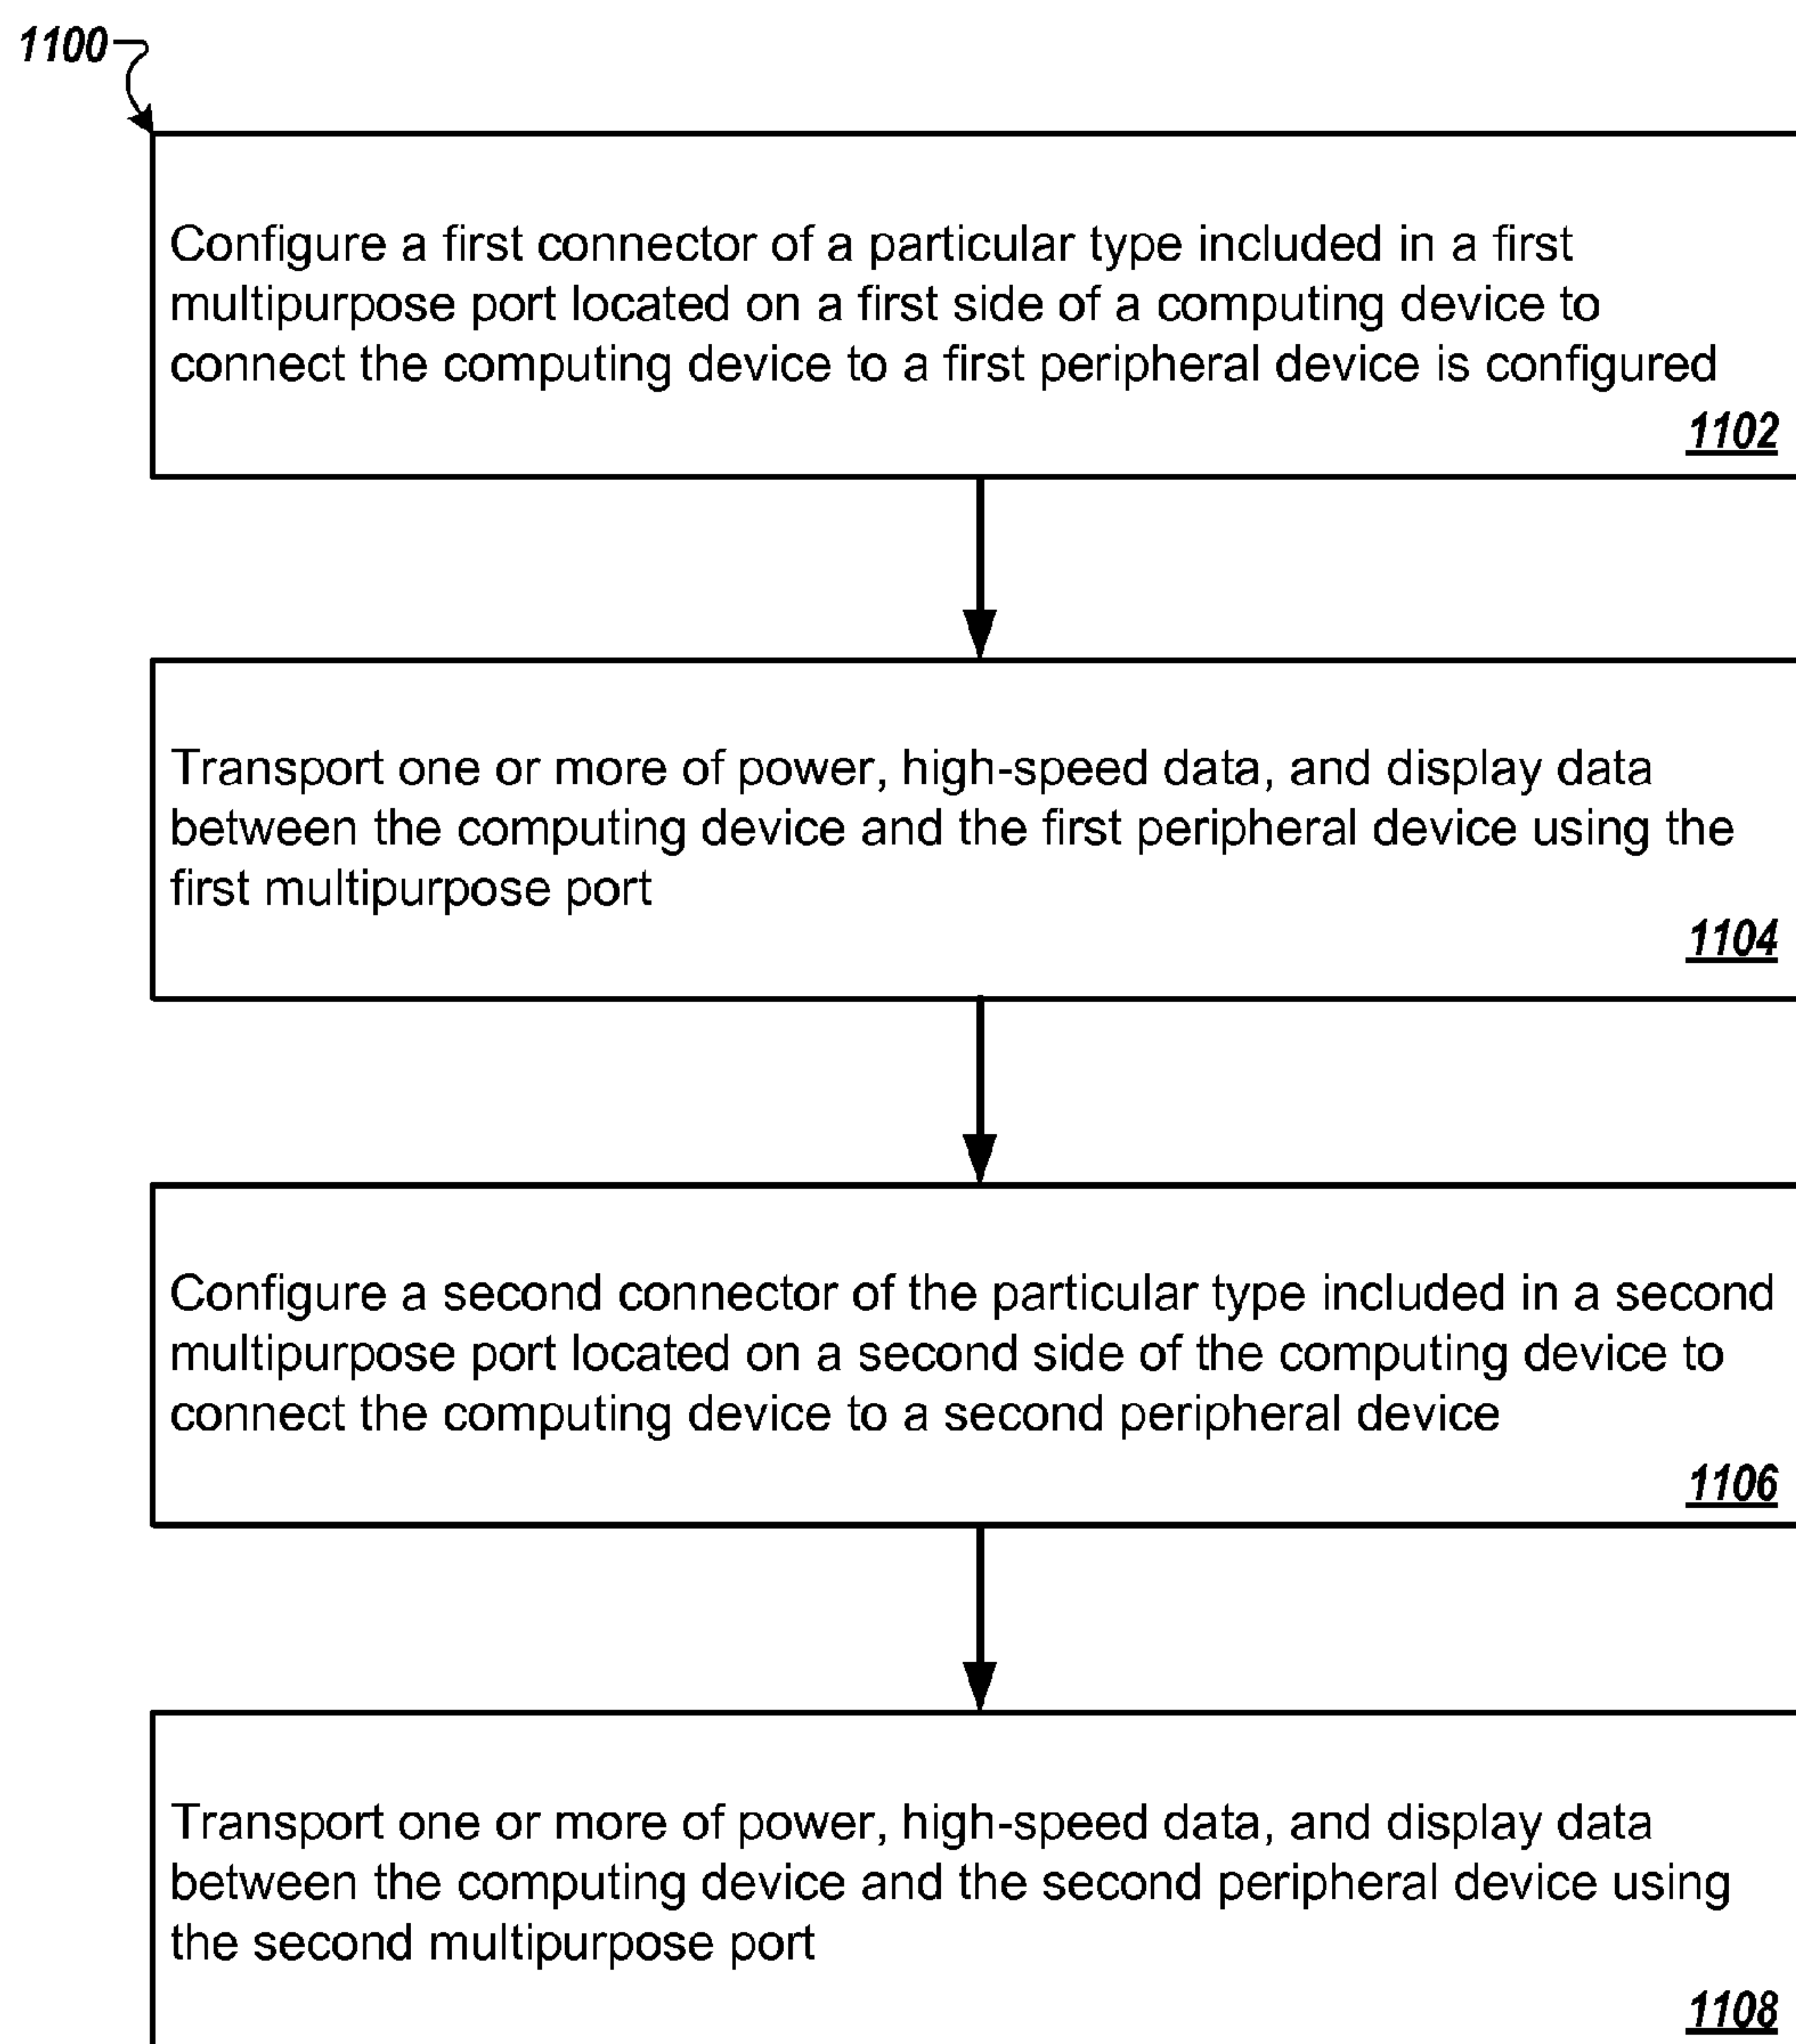 1100
Configure a first connector of a particular type included in a first
multipurpose port located on a first side of a computing device to
connect the computing device to a first peripheral device is configured
1102
Transport one or more of power, high-speed data, and display data
between the computing device and the first peripheral device using the
first multipurpose port
1104
Configure a second connector of the particular type included in a second
multipurpose port located on a second side of the computing device to
connect the computing device to a second peripheral device
1106
Transport one or more of power, high-speed data, and display data
between the computing device and the second peripheral device using
the second multipurpose port
1108